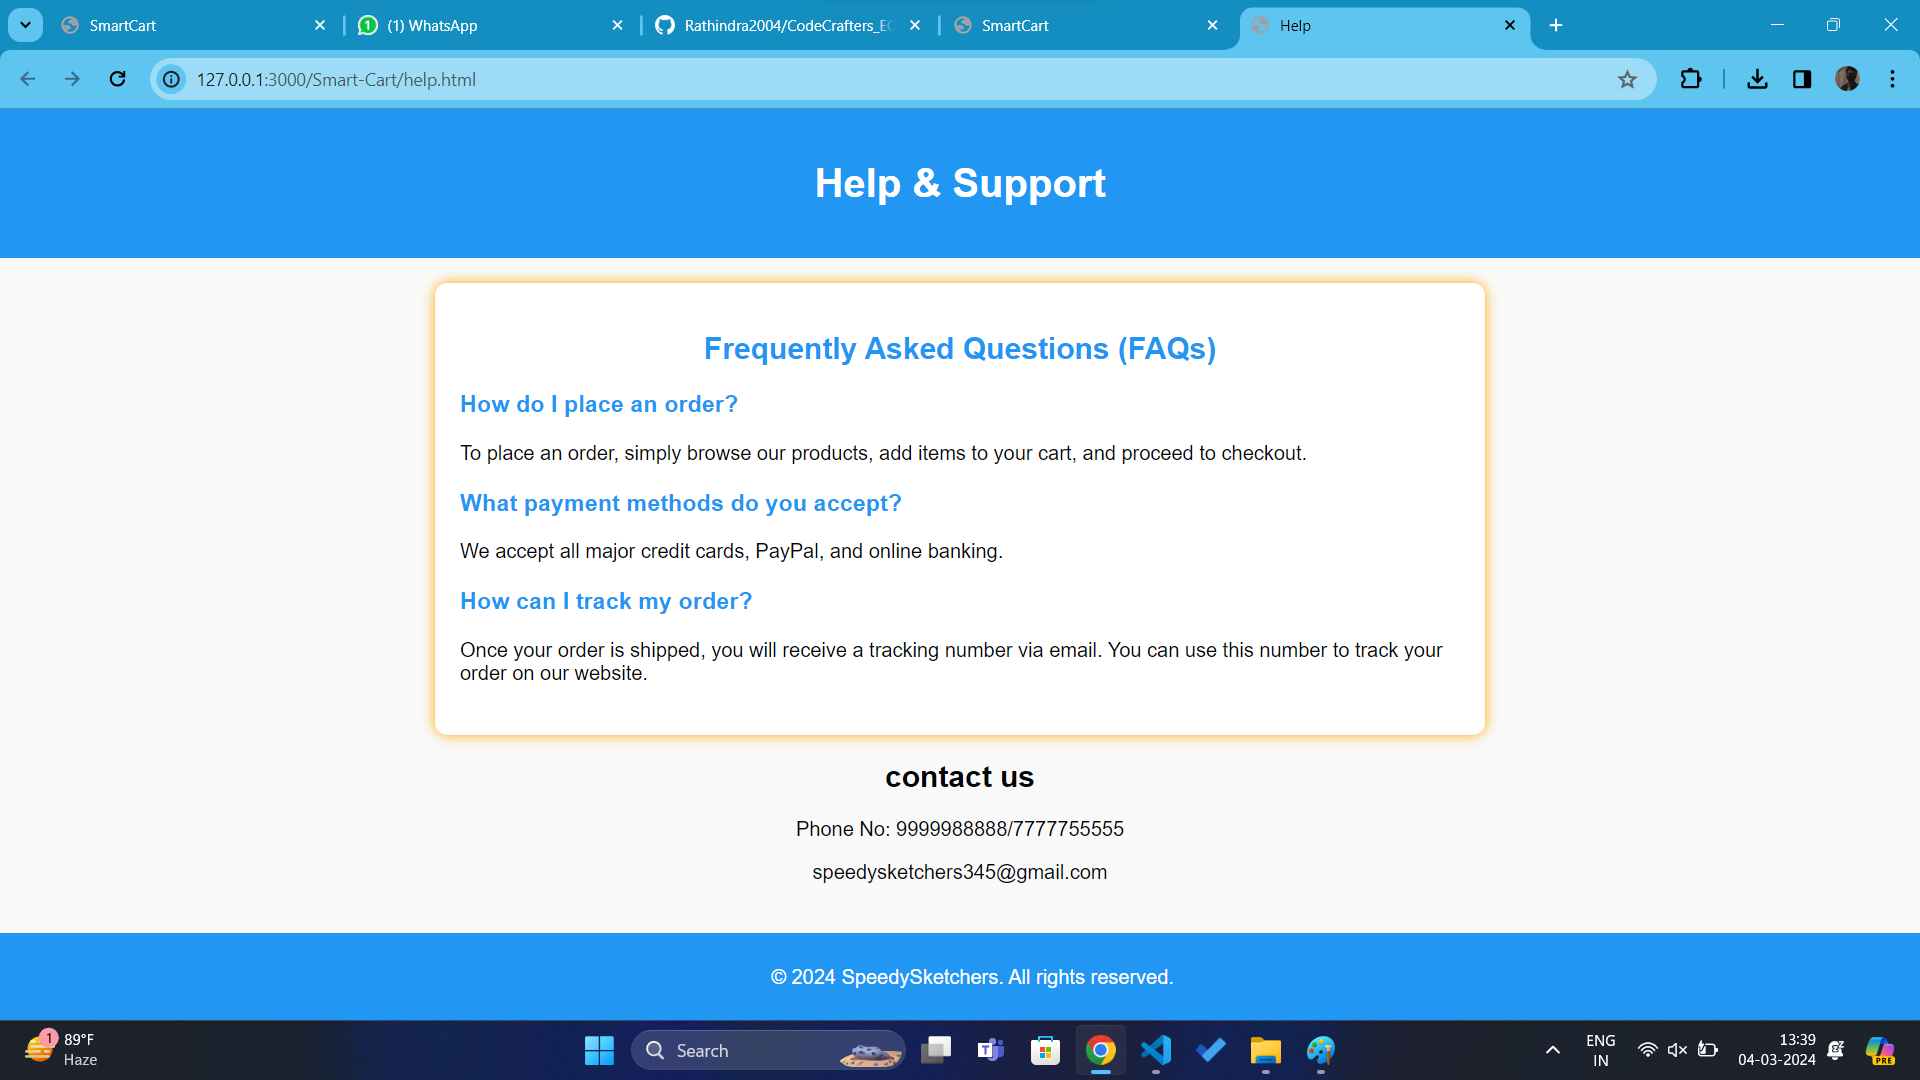 SmartCart
(1) WhatsApp
Rathindra2004/CodeCrafters_EC
SmartCart
Help
127.0.0.1:3000/Smart-Cart/help.html
Help & Support
Frequently Asked Questions (FAQs)
How do I place an order?
To place an order, simply browse our products, add items to your cart, and proceed to checkout.
What payment methods do you accept?
We accept all major credit cards, PayPal, and online banking.
How can I track my order?
Once your order is shipped, you will receive a tracking number via email. You can use this number to track your
order on our website.
contact us
Phone No: 9999988888/7777755555
speedysketchers345@gmail.com
© 2024 SpeedySketchers. All rights reserved.
1
89°F
Haze
Search
ENG
IN
13:39
04-03-2024
PRE